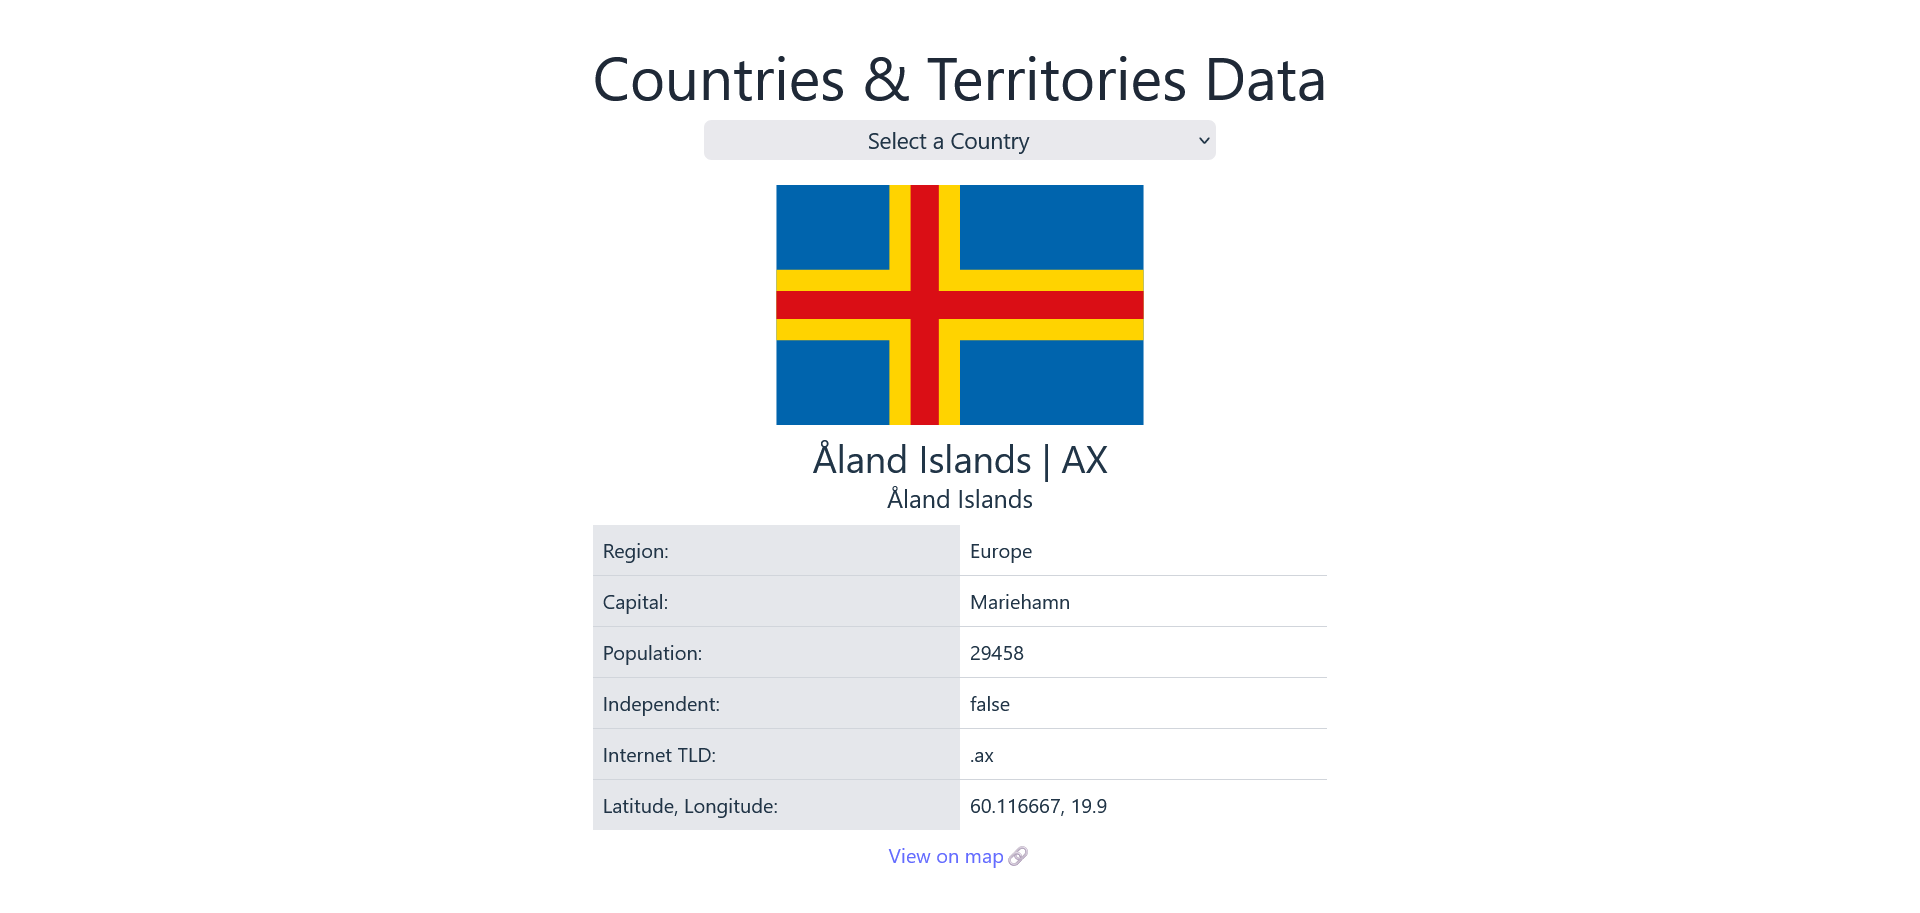 Countries & Territories Data
Select a Country
Åland Islands | AX
Åland Islands
Region: Europe
Capital: Mariehamn
Population: 29458
Independent: false
Internet TLD: .ax
Latitude, Longitude: 60.116667, 19.9
View on map